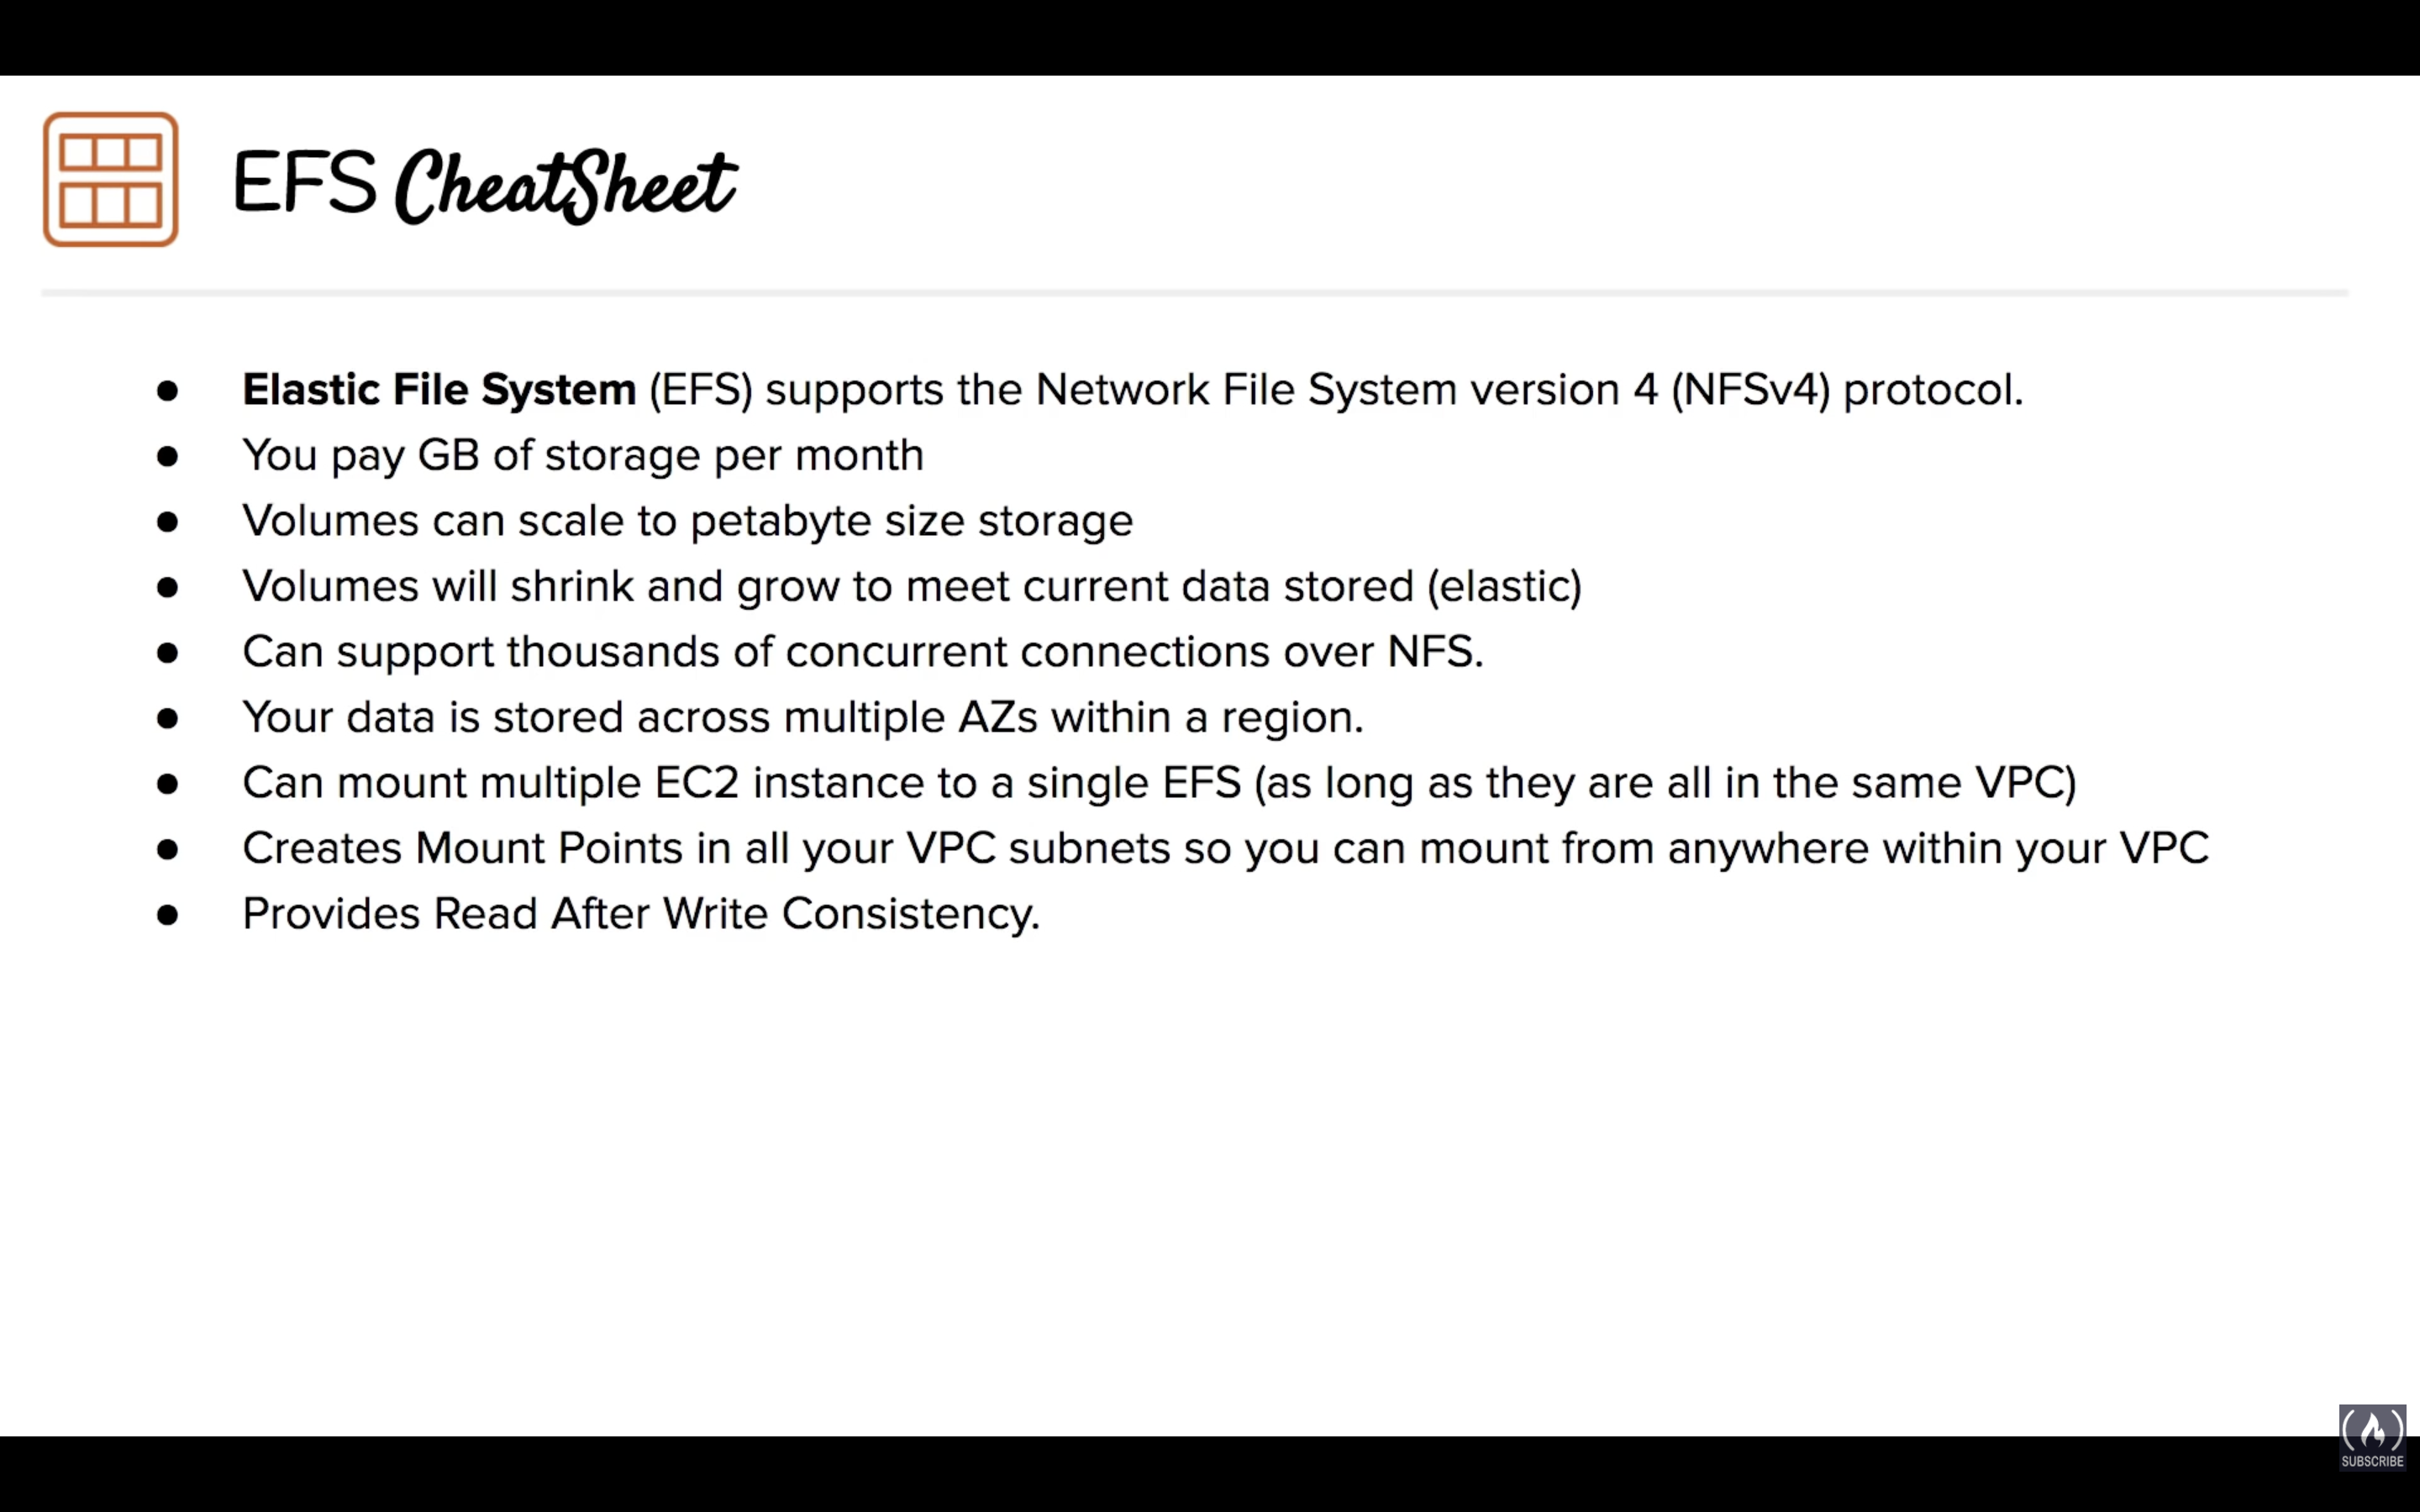 EFS CheatSheet
● Elastic File System (EFS) supports the Network File System version 4 (NFSv4) protocol.
● You pay GB of storage per month
● Volumes can scale to petabyte size storage
● Volumes will shrink and grow to meet current data stored (elastic)
● Can support thousands of concurrent connections over NFS.
● Your data is stored across multiple AZs within a region.
● Can mount multiple EC2 instance to a single EFS (as long as they are all in the same VPC)
● Creates Mount Points in all your VPC subnets so you can mount from anywhere within your VPC
● Provides Read After Write Consistency.
SUBSCRIBE